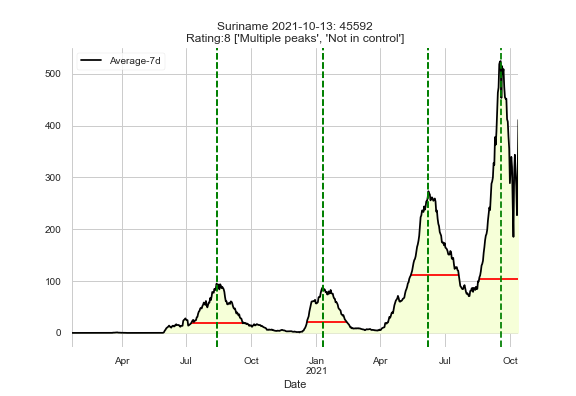 Suriname 2021-10-13: 45592
Rating:8 ['Multiple peaks', 'Not in control']
Average-7d
500
400
300
200
100
0
Apr
Jul
Oct
Jan
2021
Apr
Jul
Oct
Date